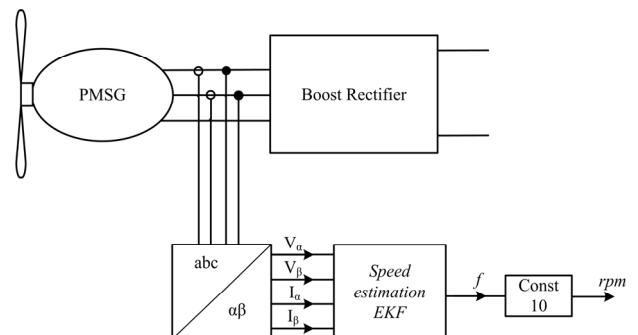 PMSG
Boost Rectifier
abc
αβ
Vα
Vβ
Iα
Iβ
Speed
estimation
EKF
f
Const
10
rpm